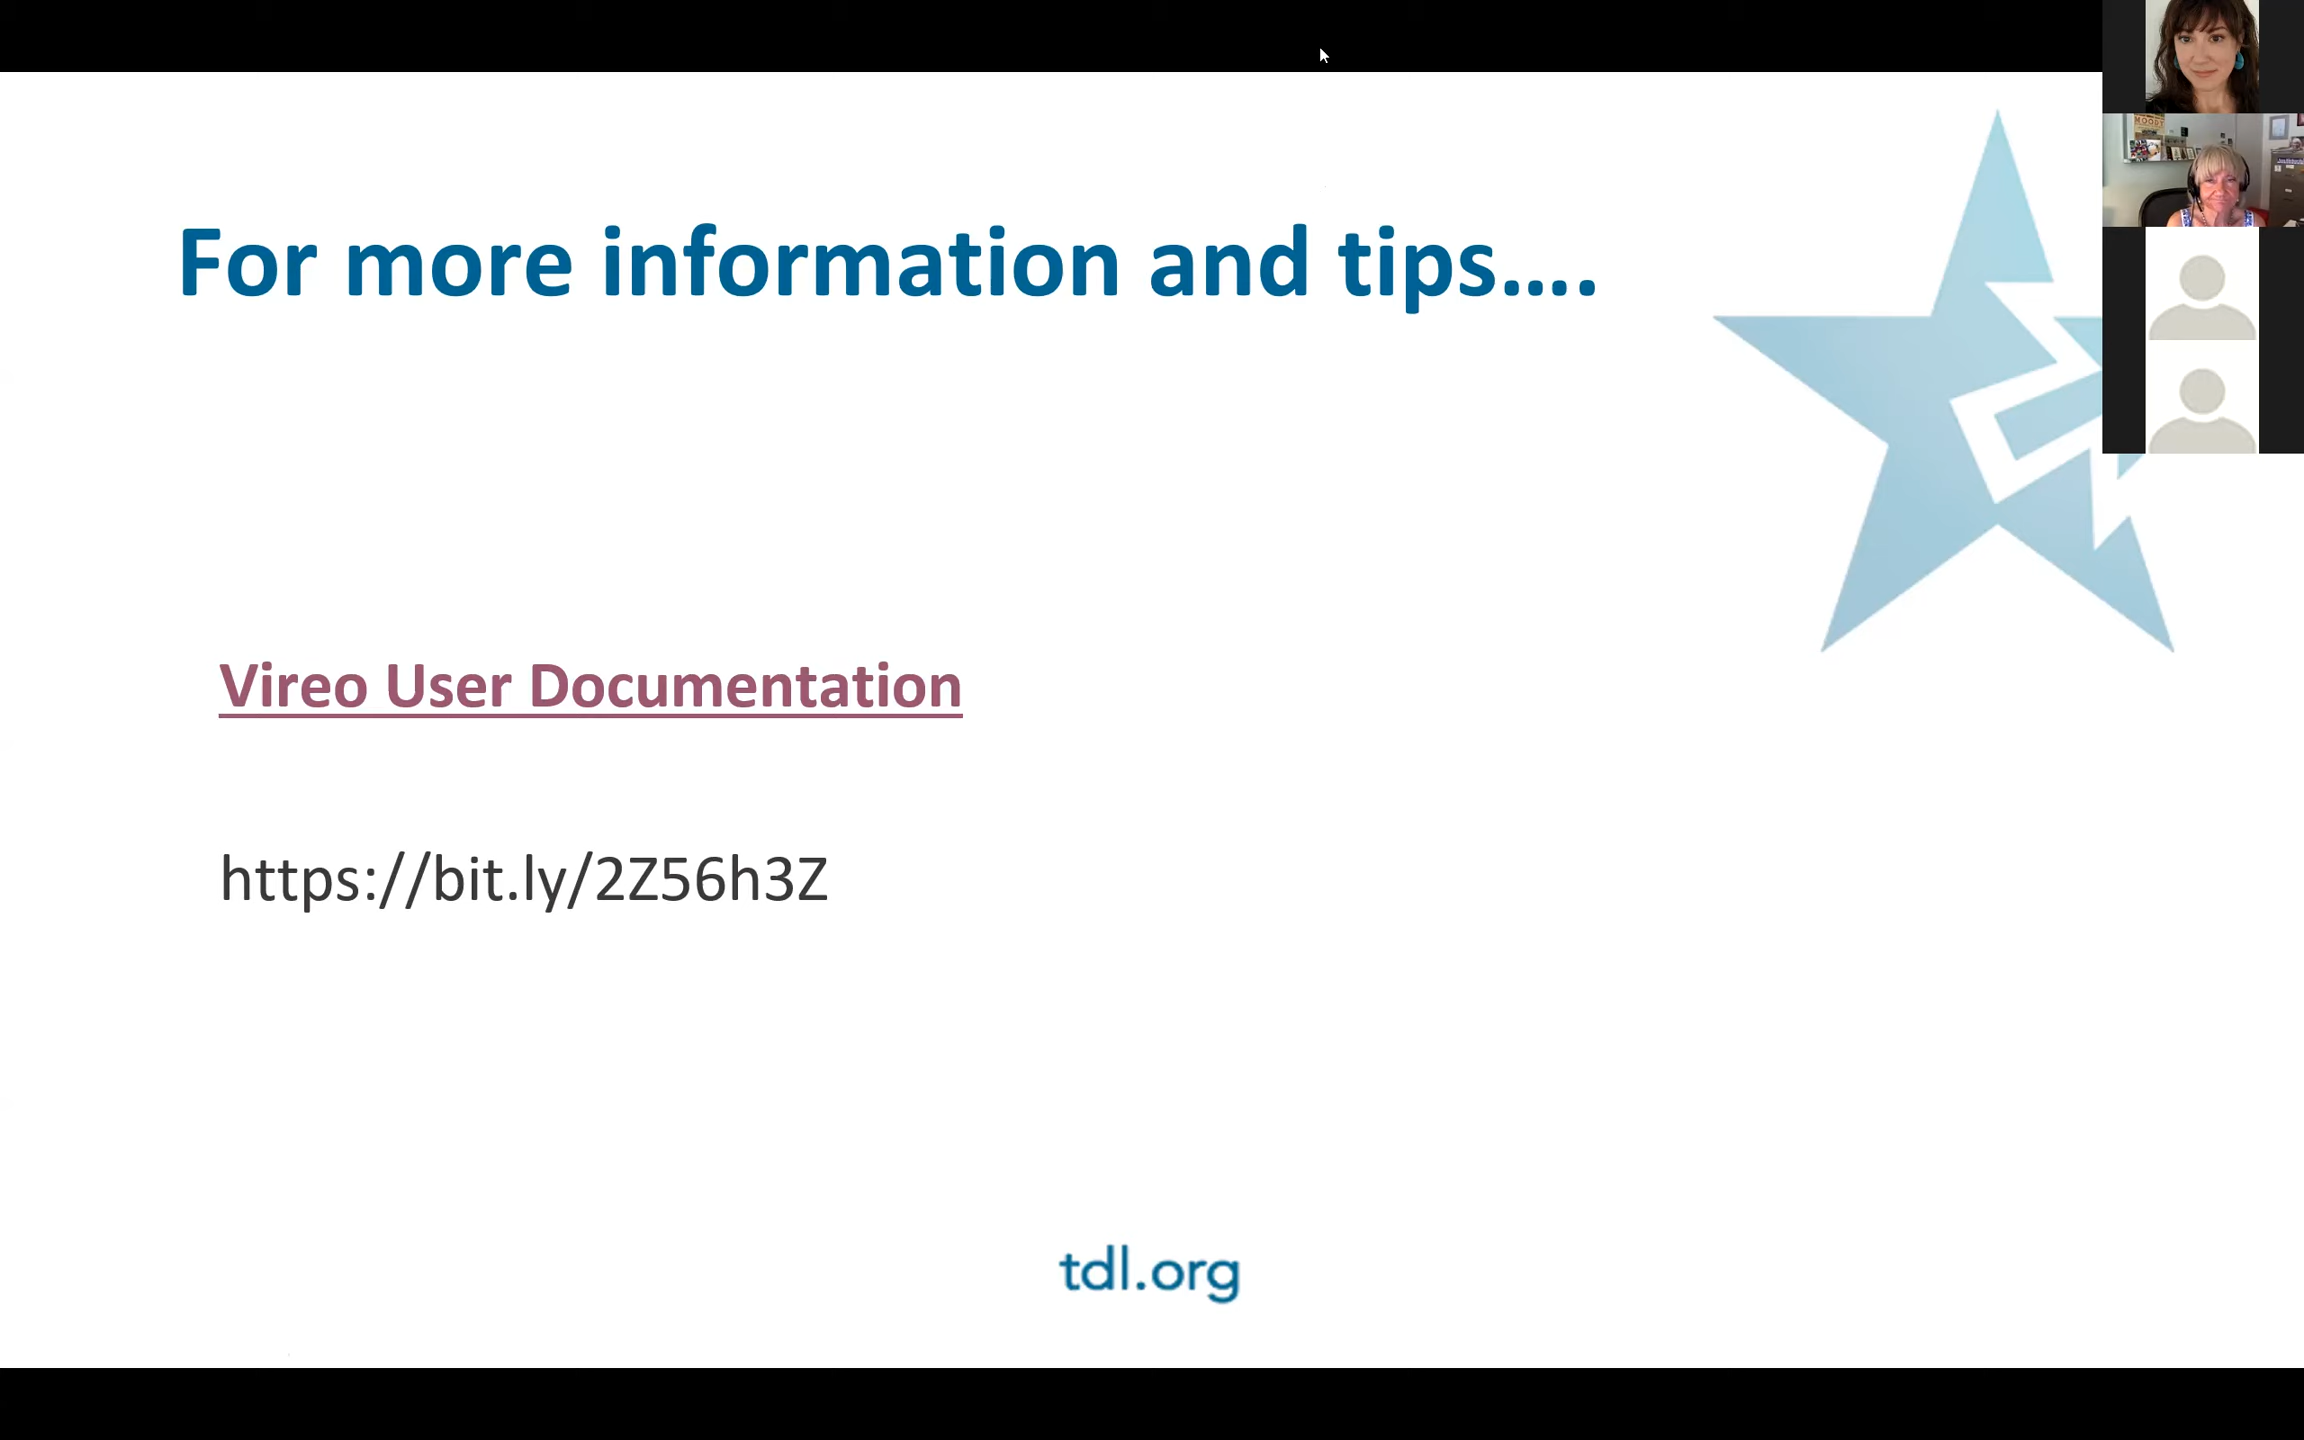 For more information and tips....
Vireo User Documentation
https://bit.ly/2Z56h3Z
tdl.org